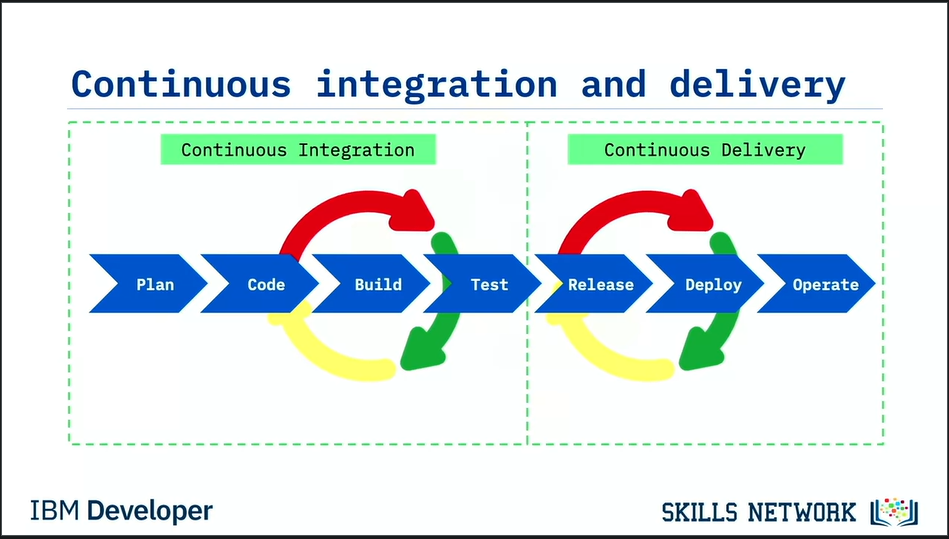 Continuous integration and delivery
Continuous Integration
Continuous Delivery
Plan
Code
Build
Test
Release
Deploy
Operate
IBM Developer
SKILLS NETWORK